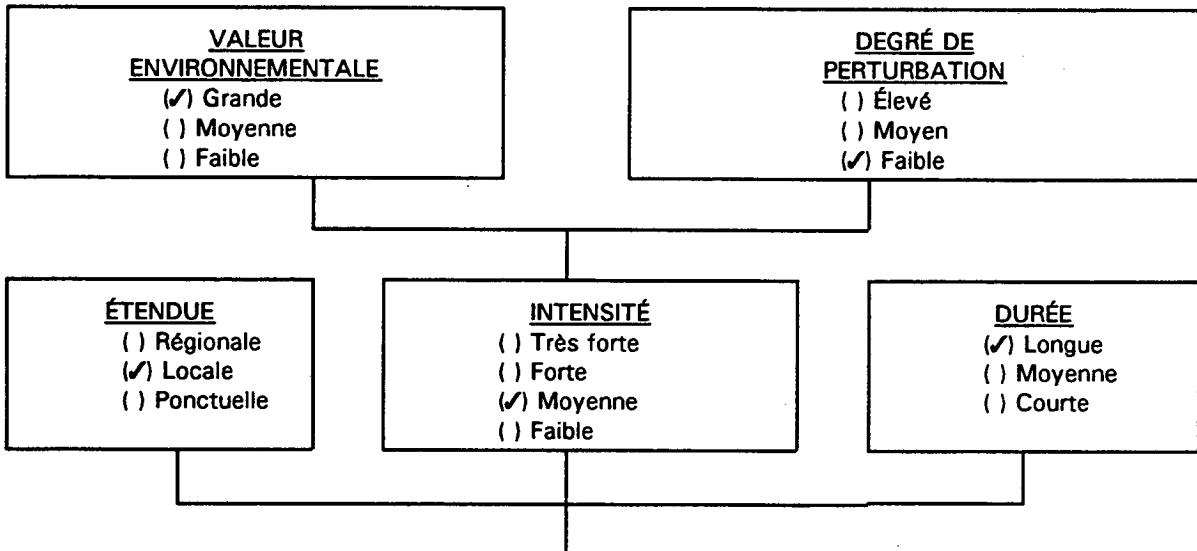 VALEUR
ENVIRONNEMENTALE
(✓) Grande
( ) Moyenne
( ) Faible
DEGRÉ DE
PERTURBATION
( ) Élevé
( ) Moyen
(✓) Faible
ÉTENDUE
( ) Régionale
(✓) Locale
( ) Ponctuelle
INTENSITÉ
( ) Très forte
( ) Forte
(✓) Moyenne
( ) Faible
DURÉE
(✓) Longue
( ) Moyenne
( ) Courte